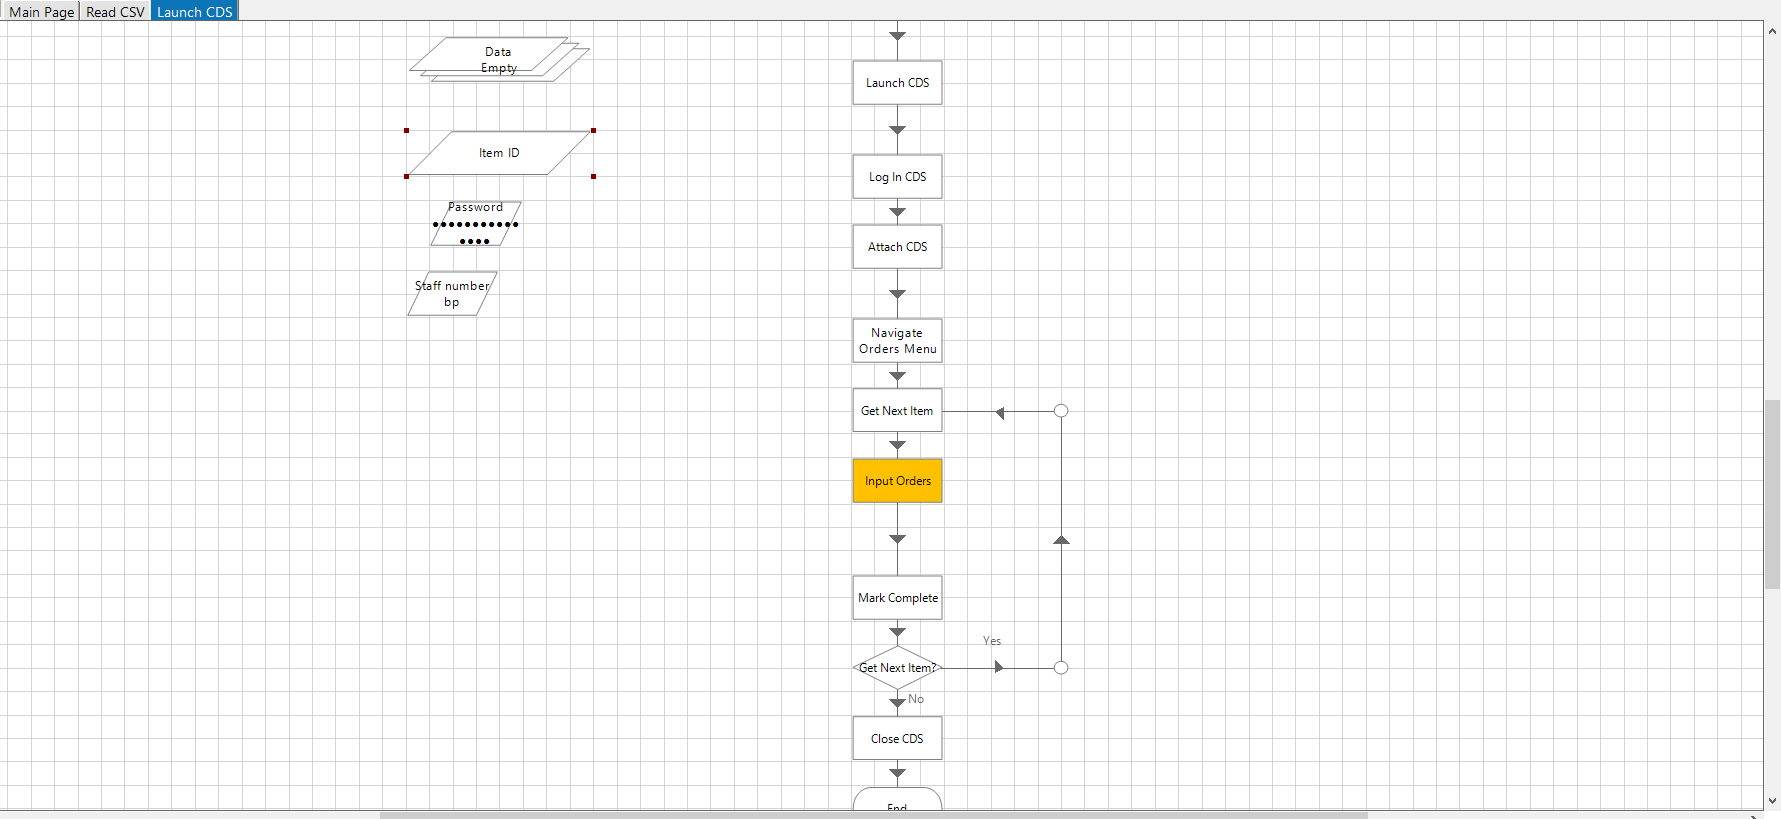 Main Page Read CSV Launch CDS
Data
Empty
Item ID
Password
●●●●●●●●●●●
●●●●
Staff number
bp
Launch CDS
Log In CDS
Attach CDS
Navigate
Orders Menu
Get Next Item
Input Orders
Mark Complete
Yes
Get Next Item?
No
Close CDS
End